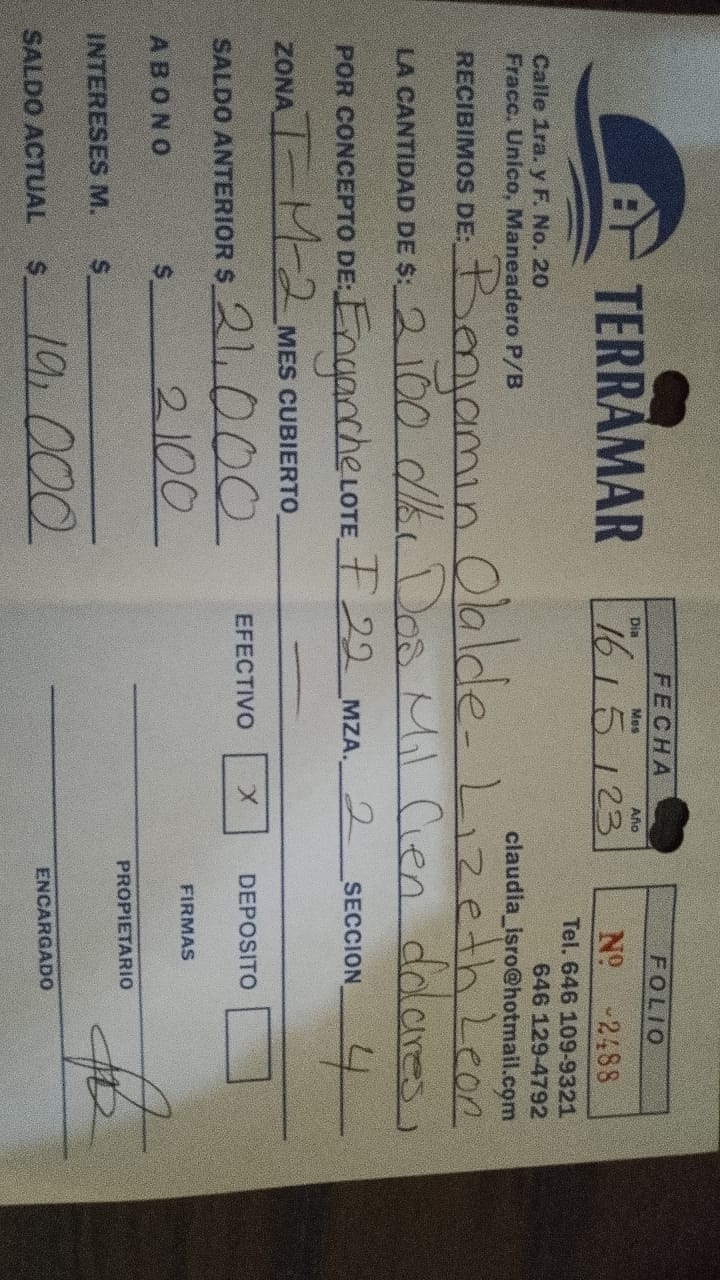 TERRAMAR
Calle 1ra. y F. No. 20
Fracc. Unico, Maneadero P/B
FECHA
Dia Mes Año
16 / 5 / 23
FOLIO
Nº 2488
Tel. 646 109-9321
646 129-4792
claudia_isro@hotmail.com
RECIBIMOS DE: Benjamin Olalde - Lizeth Leon
LA CANTIDAD DE $: 2100 dlls, Dos Mil Cien dolares,
POR CONCEPTO DE: Enganche LOTE F 22 MZA. 2 SECCION 4
ZONA T-M-2 MES CUBIERTO —
SALDO ANTERIOR $ 21,000
EFECTIVO X DEPOSITO
ABONO $ 2100
FIRMAS
INTERESES M. $
PROPIETARIO
SALDO ACTUAL $ 19,000
ENCARGADO